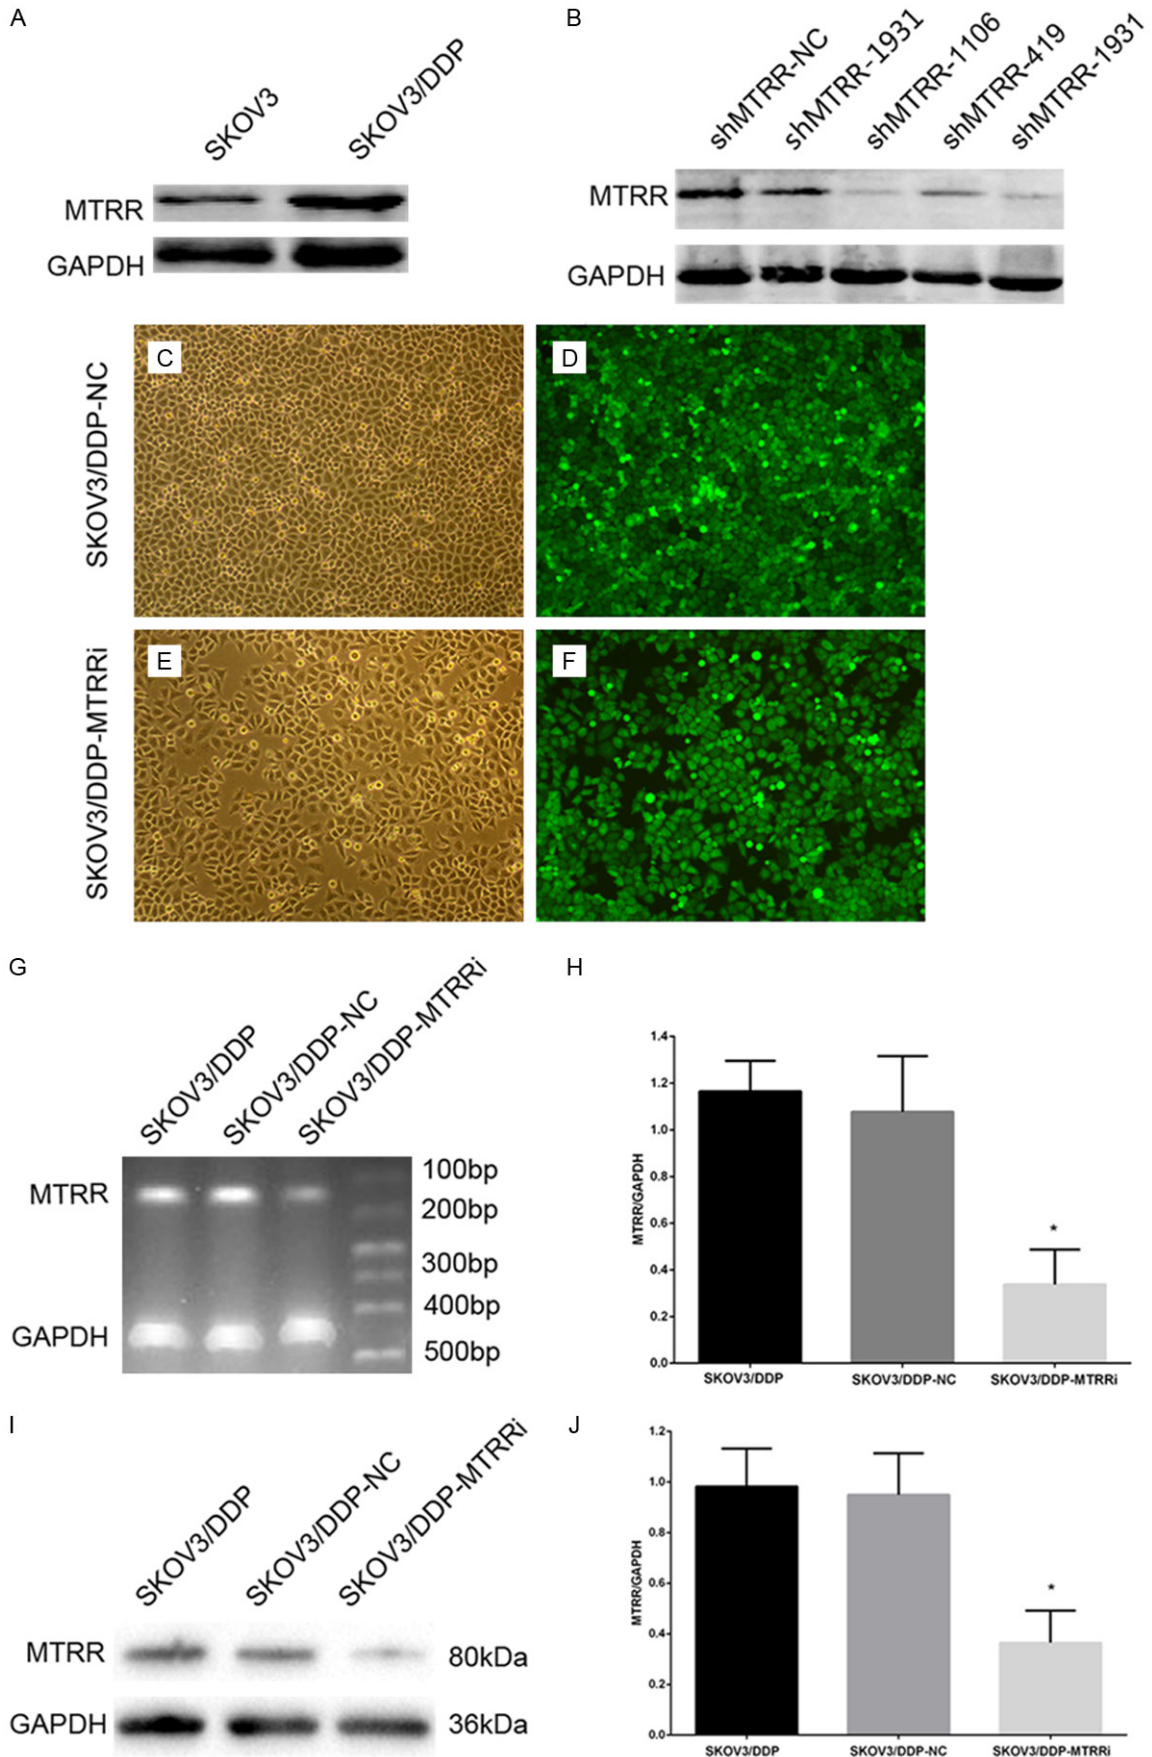 A
SKOV3
SKOV3/DDP
MTRR
GAPDH
B
shMTRR-NC
shMTRR-1931
shMTRR-1106
shMTRR-419
shMTRR-1931
MTRR
GAPDH
SKOV3/DDP-NC
C
D
SKOV3/DDP-MTRRi
E
F
G
SKOV3/DDP
SKOV3/DDP-NC
SKOV3/DDP-MTRRi
MTRR
GAPDH
100bp
200bp
300bp
400bp
500bp
H
MTRR/GAPDH
1.4
1.2
1.0
0.8
0.6
0.4
0.2
0.0
*
SKOV3/DDP
SKOV3/DDP-NC
SKOV3/DDP-MTRRi
I
SKOV3/DDP
SKOV3/DDP-NC
SKOV3/DDP-MTRRi
MTRR
80kDa
GAPDH
36kDa
J
MTRR/GAPDH
1.2
1.0
0.8
0.6
0.4
0.2
0.0
*
SKOV3/DDP
SKOV3/DDP-NC
SKOV3/DDP-MTRRi